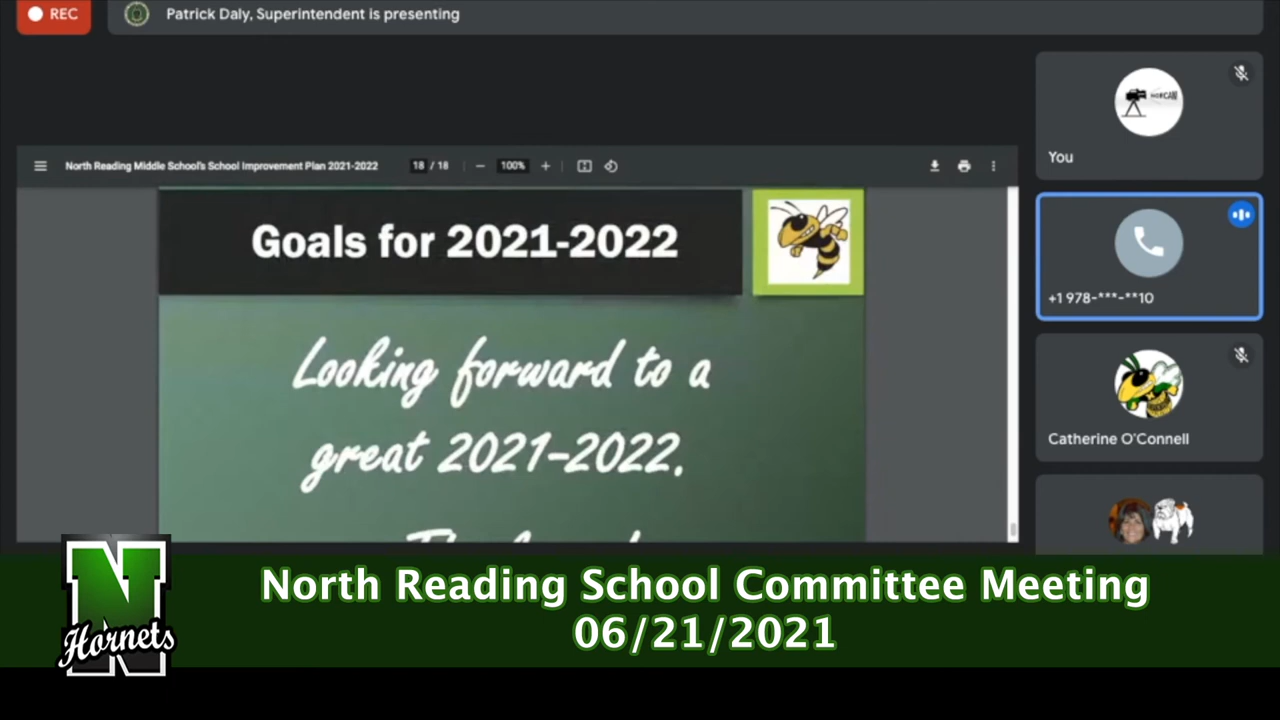 REC
Patrick Daly, Superintendent is presenting
NORCAM
You
North Reading Middle School's School Improvement Plan 2021-2022
18 / 18
100%
Goals for 2021-2022
+1 978-***-**10
Looking forward to a
great 2021-2022.
Catherine O'Connell
N
Hornets
North Reading School Committee Meeting
06/21/2021